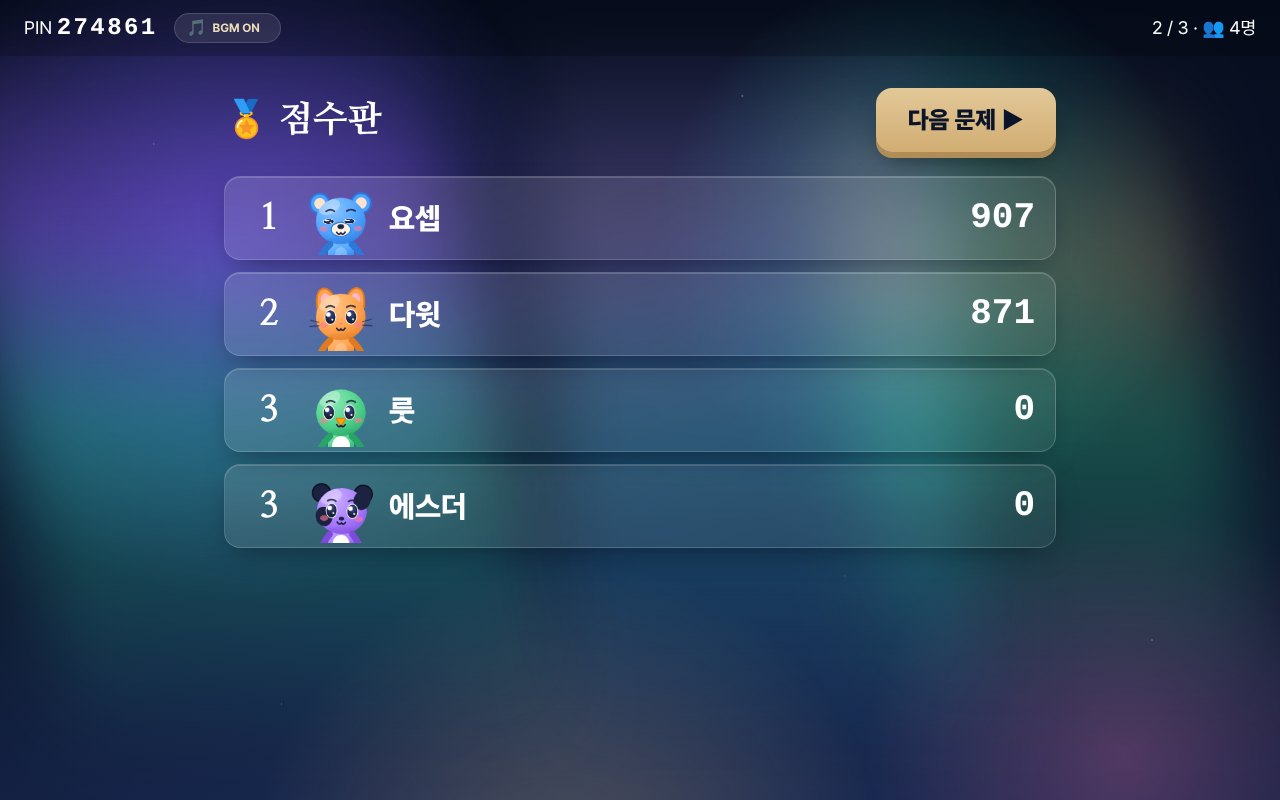 PIN 274861 🎵 BGM ON
2 / 3 · 👥 4명
🏅 점수판
다음 문제 ▶
1 요셉 907
2 다윗 871
3 룻 0
3 에스더 0